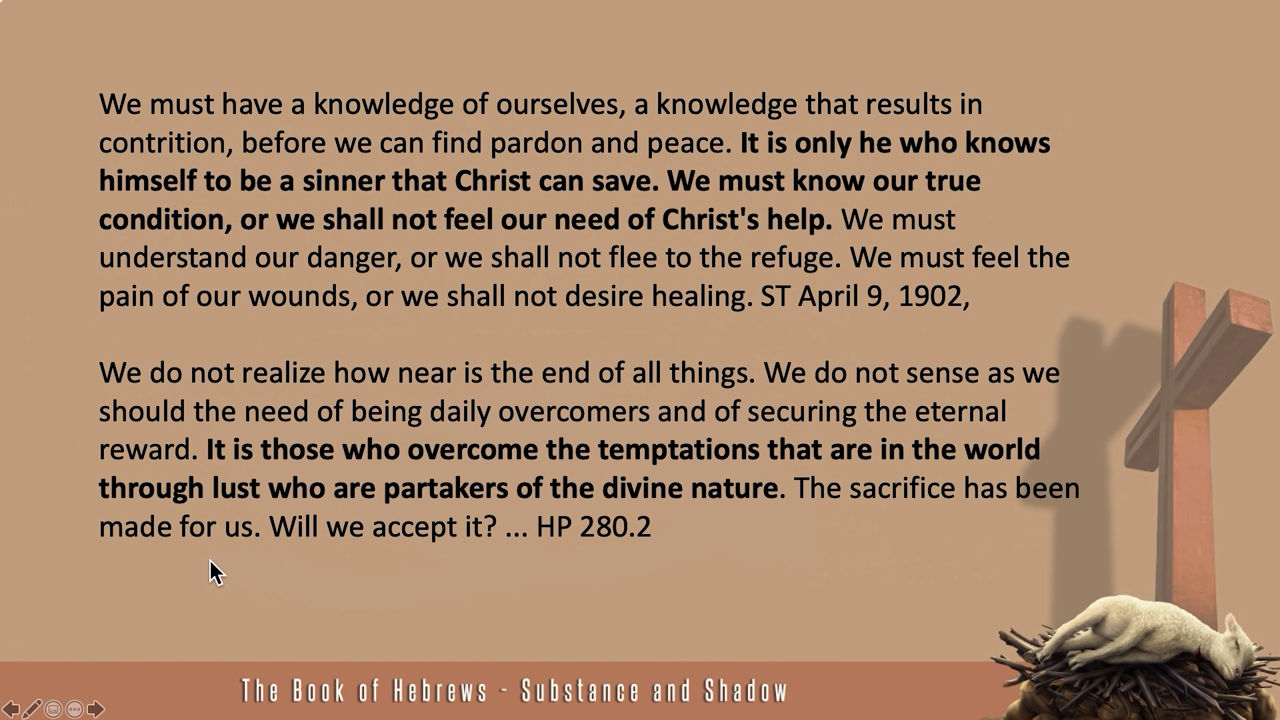 We must have a knowledge of ourselves, a knowledge that results in
contrition, before we can find pardon and peace. It is only he who knows
himself to be a sinner that Christ can save. We must know our true
condition, or we shall not feel our need of Christ's help. We must
understand our danger, or we shall not flee to the refuge. We must feel the
pain of our wounds, or we shall not desire healing. ST April 9, 1902,
We do not realize how near is the end of all things. We do not sense as we
should the need of being daily overcomers and of securing the eternal
reward. It is those who overcome the temptations that are in the world
through lust who are partakers of the divine nature. The sacrifice has been
made for us. Will we accept it? ... HP 280.2
The Book of Hebrews - Substance and Shadow